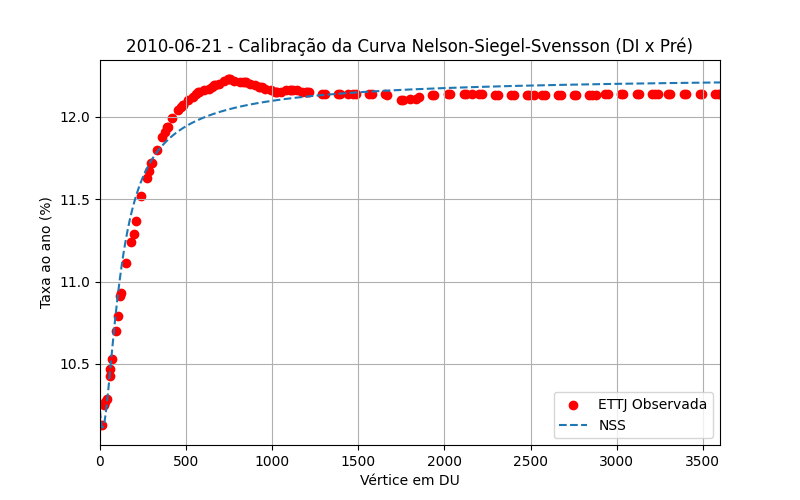 2010-06-21 - Calibração da Curva Nelson-Siegel-Svensson (DI x Pré)
Taxa ao ano (%)
12.0
11.5
11.0
10.5
0 500 1000 1500 2000 2500 3000 3500
Vértice em DU
ETTJ Observada
NSS